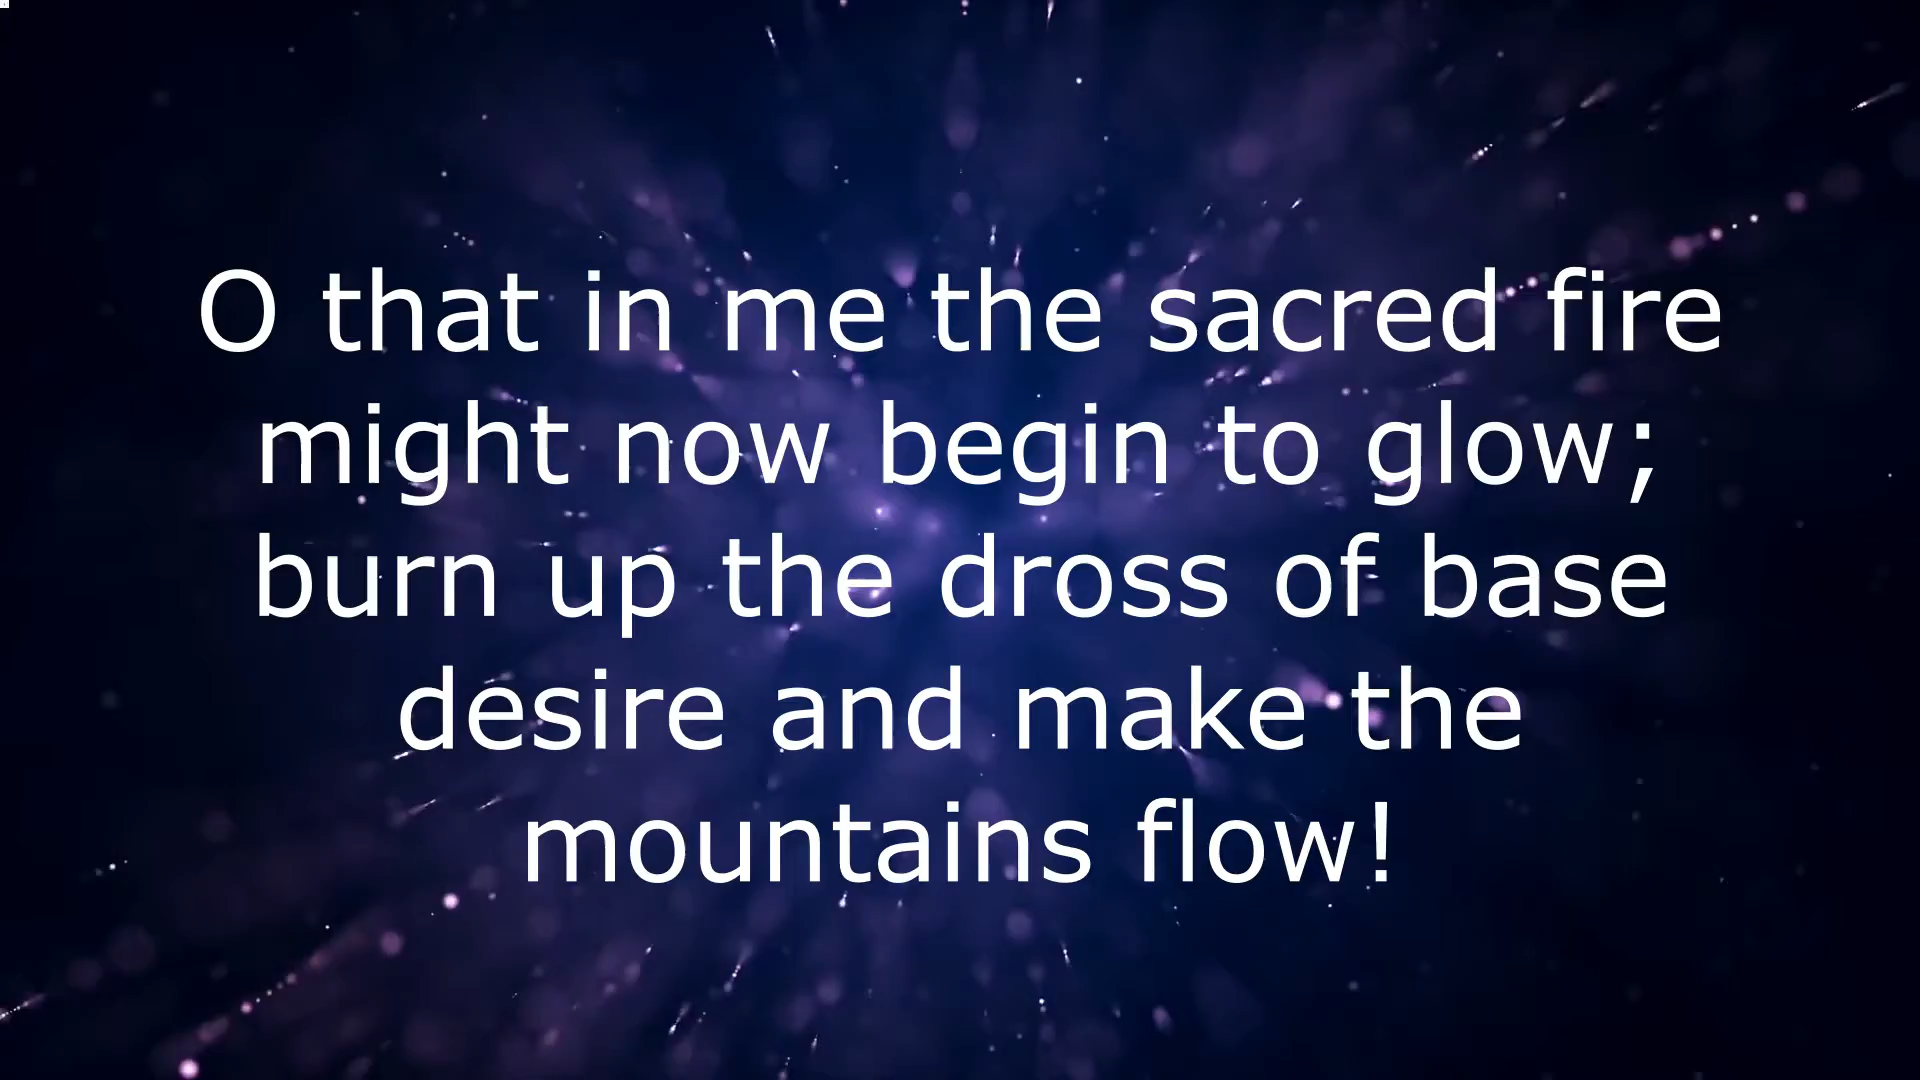 O that in me the sacred fire
might now begin to glow;
burn up the dross of base
desire and make the
mountains flow!